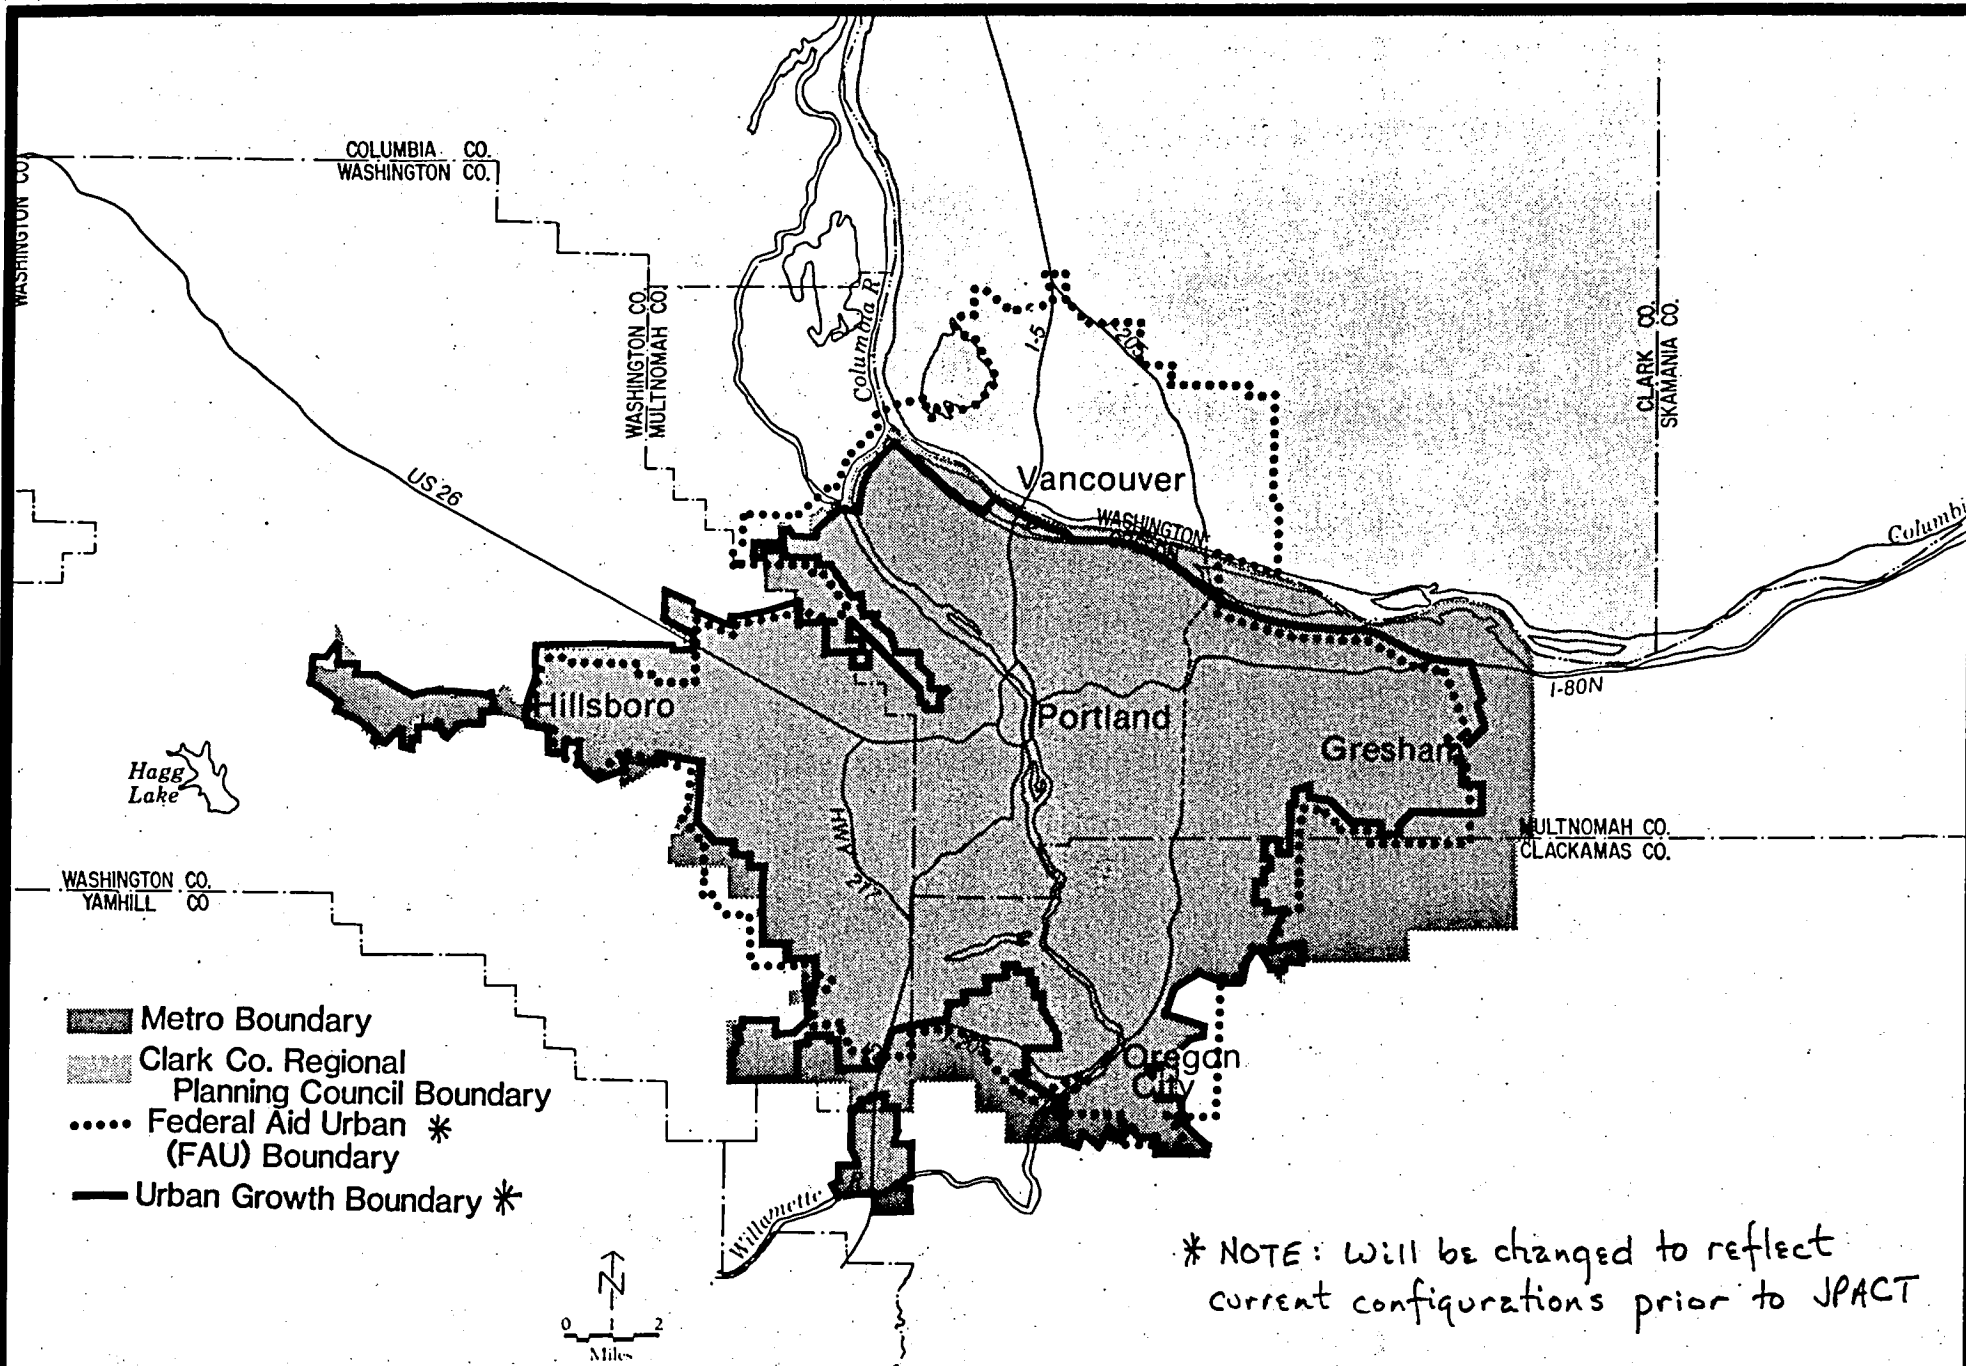 COLUMBIA CO.
WASHINGTON CO.
WASHINGTON CO.
WASHINGTON CO.
MULTNOMAH CO.
Columbia R
I-5
205
CLARK CO.
SKAMANIA CO.
US 26
Vancouver
WASHINGTON
Columbi
I-80N
Hillsboro
Portland
Gresham
Hagg
Lake
HWY
217
MULTNOMAH CO.
CLACKAMAS CO.
WASHINGTON CO.
YAMHILL CO
Metro Boundary
Clark Co. Regional
Planning Council Boundary
Federal Aid Urban *
(FAU) Boundary
Urban Growth Boundary *
I-205
Oregon
City
Willamette
N
0 2
Miles
* NOTE: Will be changed to reflect
current configurations prior to JPACT